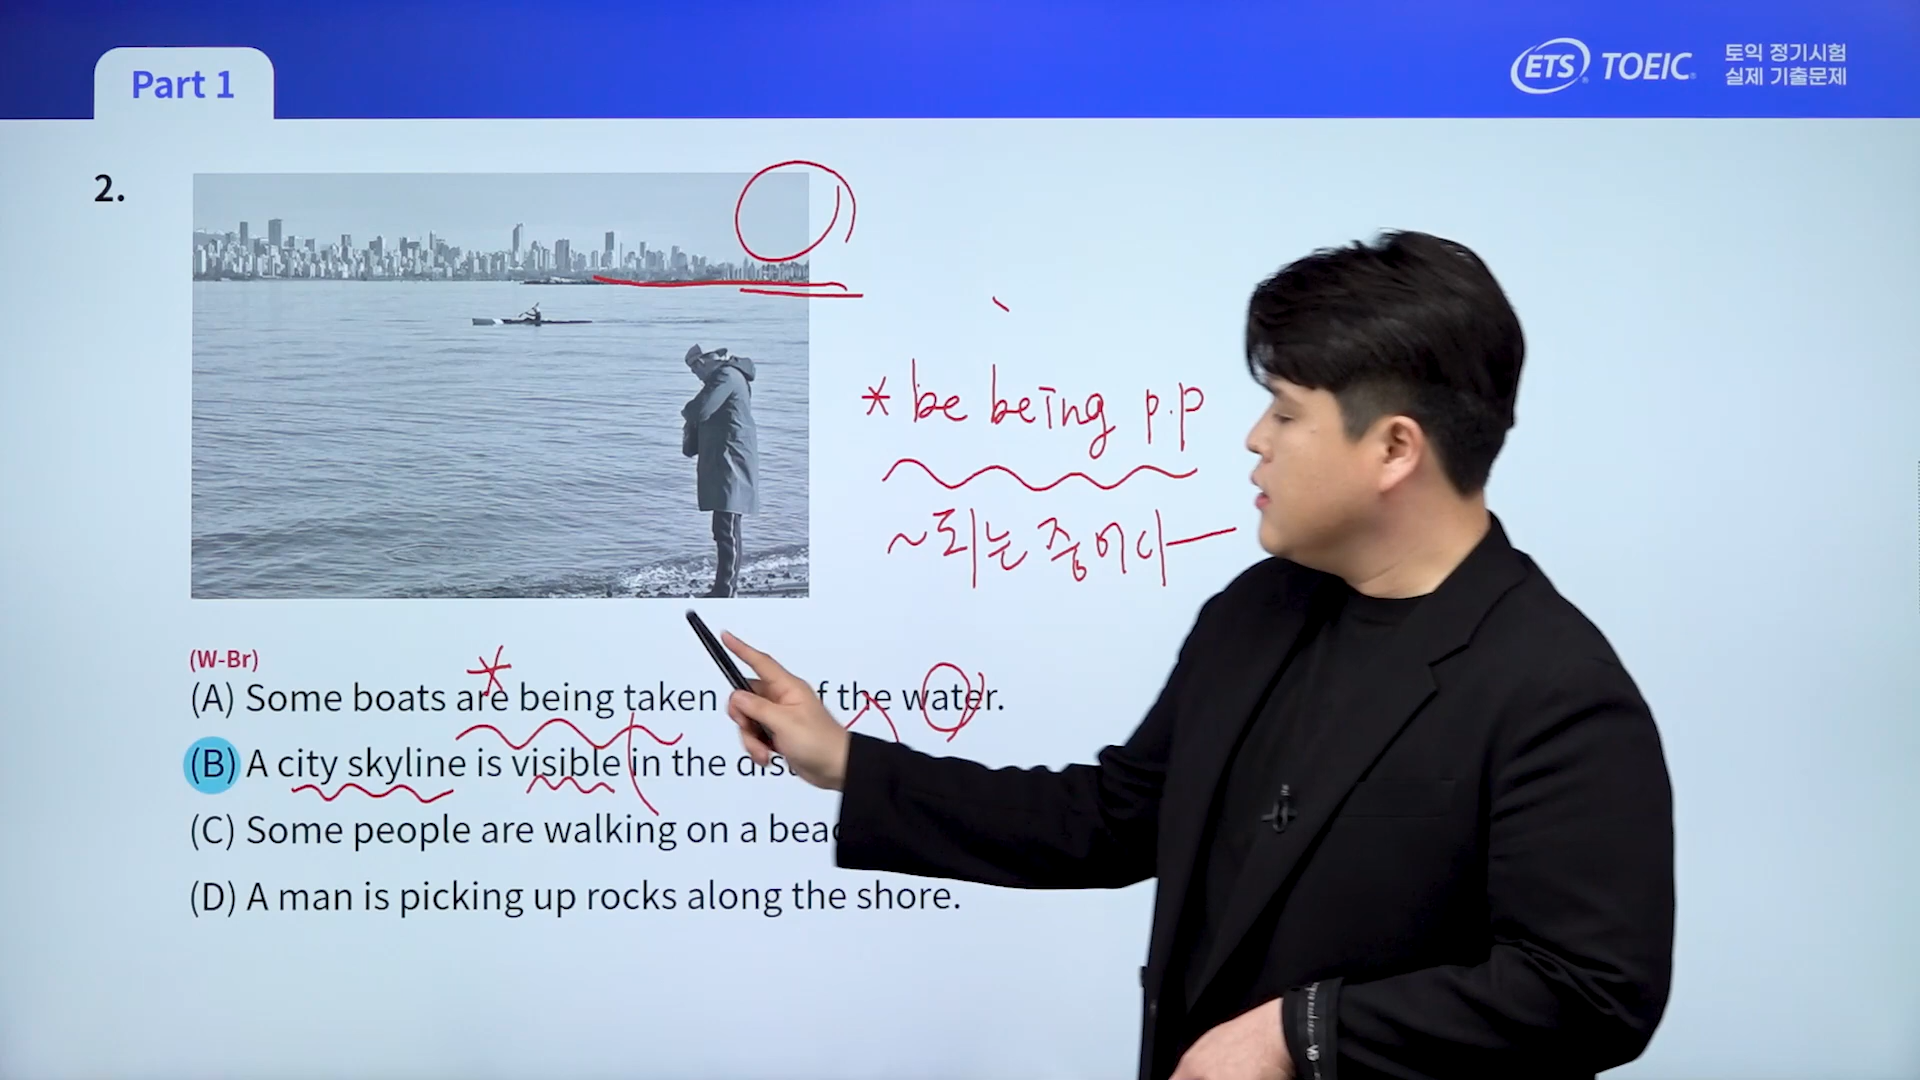 Part 1
ETS TOEIC
토익 정기시험
실제 기출문제
2.
* be being p.p
~되는 중이다
(W-Br)
(A) Some boats are being taken of the water.
(B) A city skyline is visible in the
(C) Some people are walking on a
(D) A man is picking up rocks along the shore.